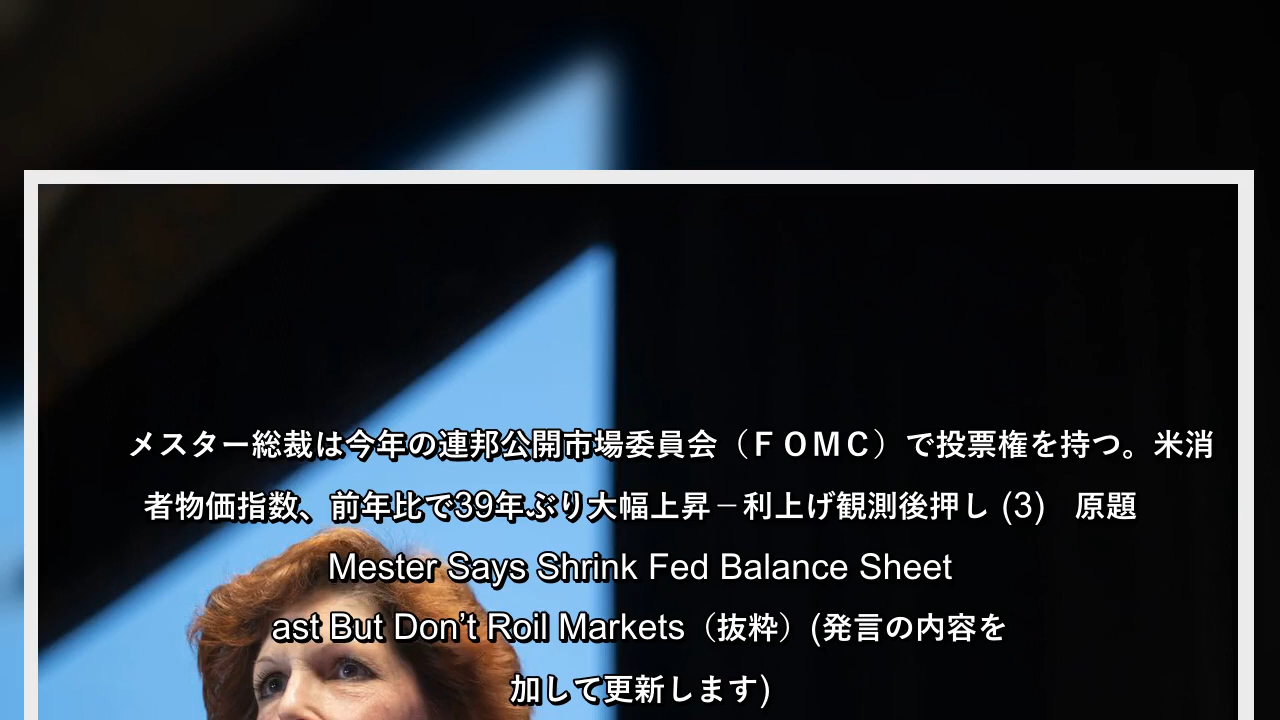 メスター総裁は今年の連邦公開市場委員会（ＦＯＭＣ）で投票権を持つ。米消
者物価指数、前年比で39年ぶり大幅上昇－利上げ観測後押し (3)　原題
Mester Says Shrink Fed Balance Sheet
ast But Don’t Roil Markets（抜粋）(発言の内容を
加して更新します)